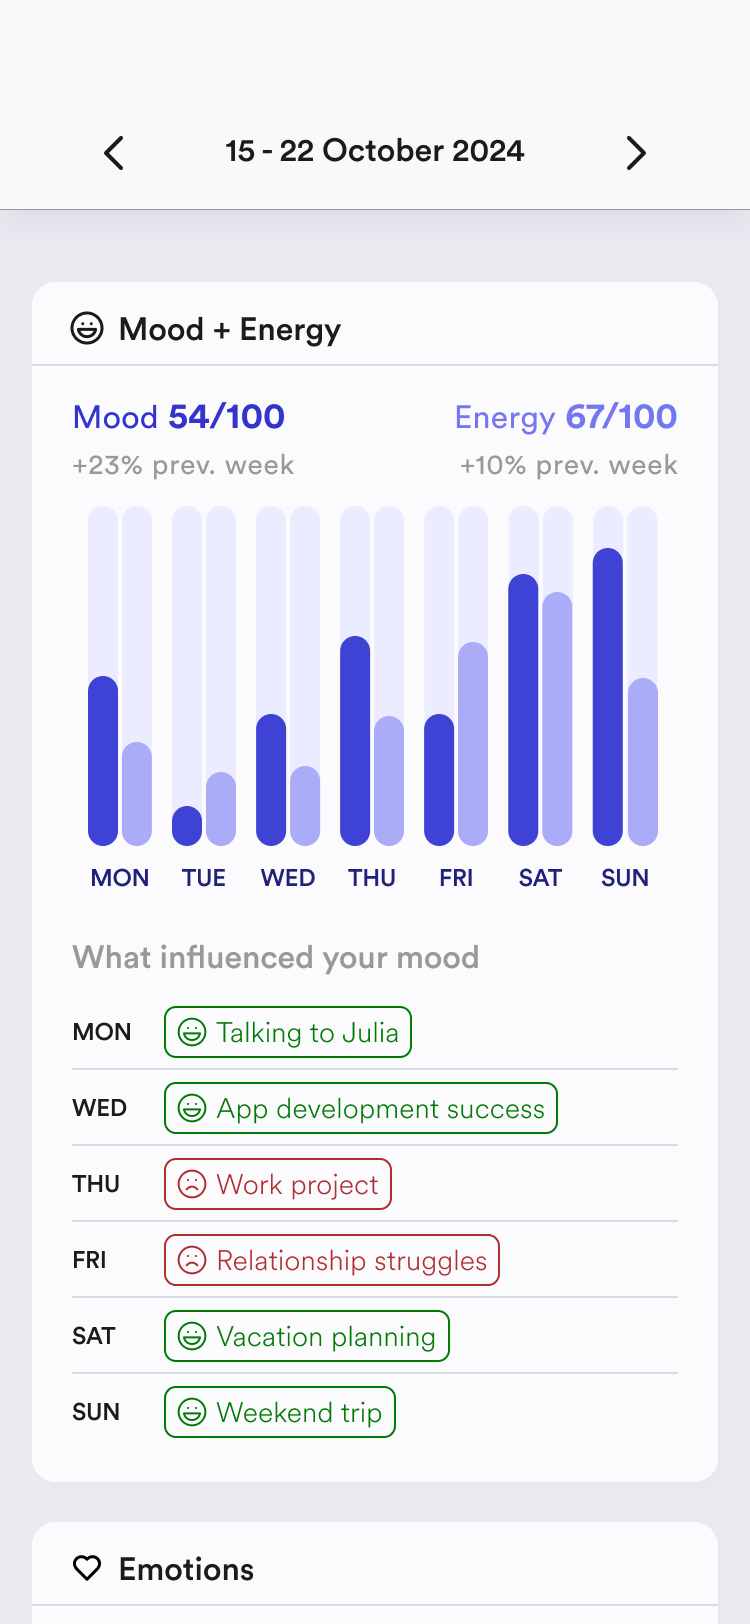 15 - 22 October 2024
Mood + Energy
Mood 54/100
Energy 67/100
+23% prev. week
+10% prev. week
MON TUE WED THU FRI SAT SUN
What influenced your mood
MON Talking to Julia
WED App development success
THU Work project
FRI Relationship struggles
SAT Vacation planning
SUN Weekend trip
Emotions